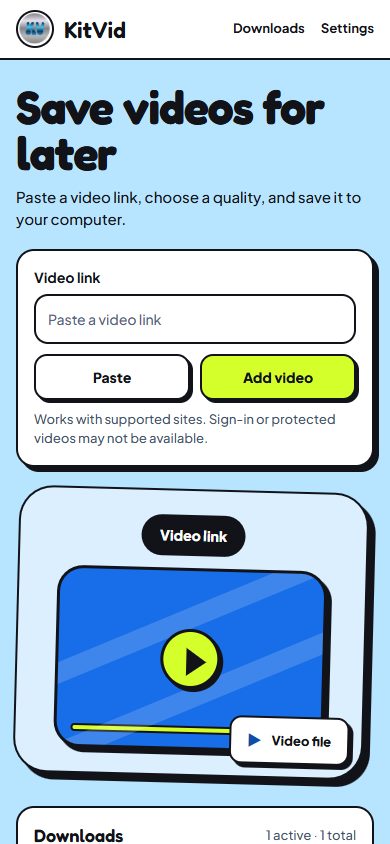 KitVid
Downloads Settings
Save videos for
later
Paste a video link, choose a quality, and save it to
your computer.
Video link
Paste a video link
Paste Add video
Works with supported sites. Sign-in or protected
videos may not be available.
Video link
Video file
Downloads 1 active · 1 total